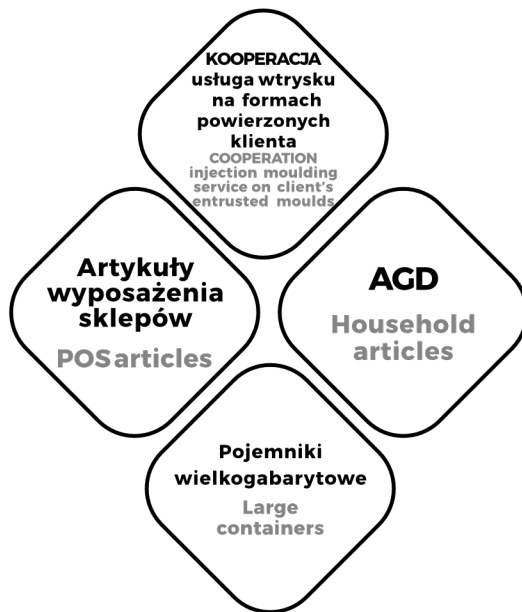 KOOPERACJA
usługa wtrysku
na formach
powierzonych
klienta
COOPERATION
injection moulding
service on client's
entrusted moulds
Artykuły
wyposażenia
sklepów
POS articles
AGD
Household
articles
Pojemniki
wielkogabarytowe
Large
containers